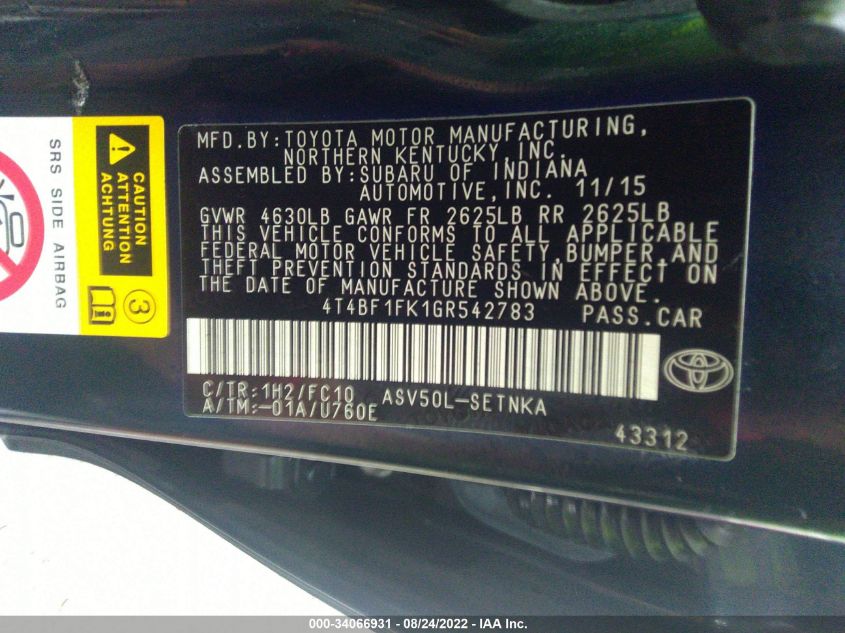 MFD.BY:TOYOTA MOTOR MANUFACTURING,
NORTHERN KENTUCKY, INC.
ASSEMBLED BY:SUBARU OF INDIANA
AUTOMOTIVE, INC. 11/15
GVWR 4630LB GAWR FR 2625LB RR 2625LB
THIS VEHICLE CONFORMS TO ALL APPLICABLE
FEDERAL MOTOR VEHICLE SAFETY, BUMPER, AND
THEFT PREVENTION STANDARDS IN EFFECT ON
THE DATE OF MANUFACTURE SHOWN ABOVE.
4T4BF1FK1GR542783 PASS.CAR
C/TR:1H2/FC10 ASV50L-SETNKA
A/TM:-01A/U760E
43312
CAUTION
ATTENTION
ACHTUNG
SRS SIDE AIRBAG
3
000-34066931 - 08/24/2022 - IAA Inc.